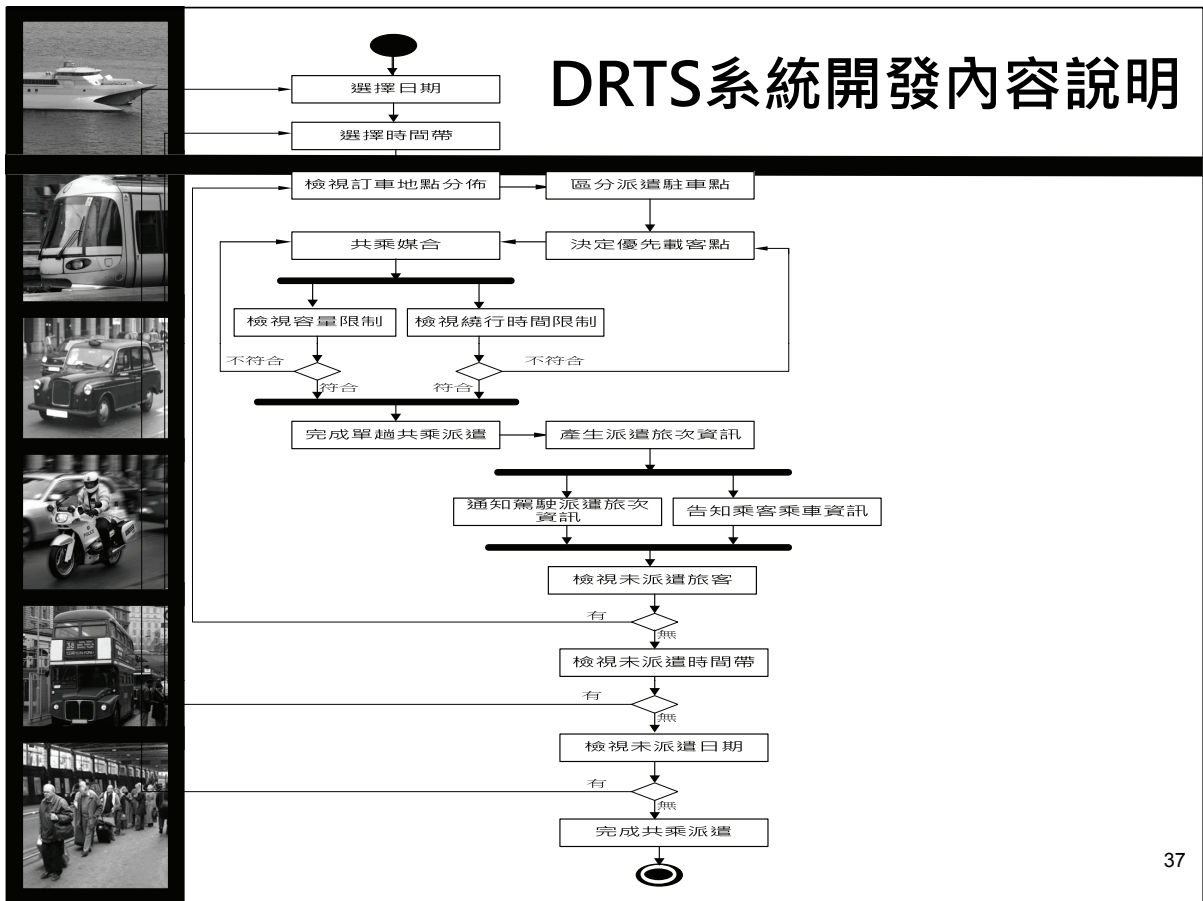 DRTS系統開發內容說明
選擇日期
選擇時間帶
檢視訂車地點分佈
區分派遣駐車點
共乘媒合
決定優先載客點
檢視容量限制
檢視繞行時間限制
不符合
不符合
符合
符合
完成單趟共乘派遣
產生派遣旅次資訊
通知駕駛派遣旅次
資訊
告知乘客乘車資訊
檢視未派遣旅客
有
無
檢視未派遣時間帶
有
無
檢視未派遣日期
有
無
完成共乘派遣
37